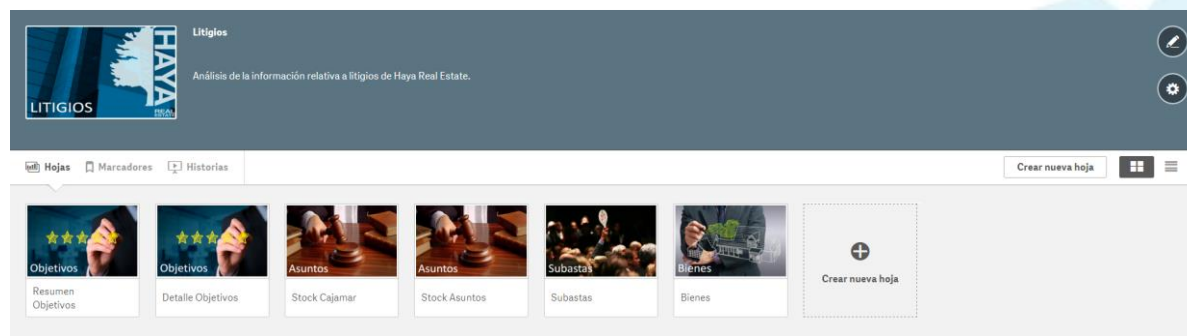 Litigios
Análisis de la información relativa a litigios de Haya Real Estate.
LITIGIOS
HAYA
REAL
ESTATE
Hojas
Marcadores
Historias
Crear nueva hoja
Objetivos
Objetivos
Asuntos
Asuntos
Subastas
Bienes
Resumen
Objetivos
Detalle Objetivos
Stock Cajamar
Stock Asuntos
Subastas
Bienes
Crear nueva hoja